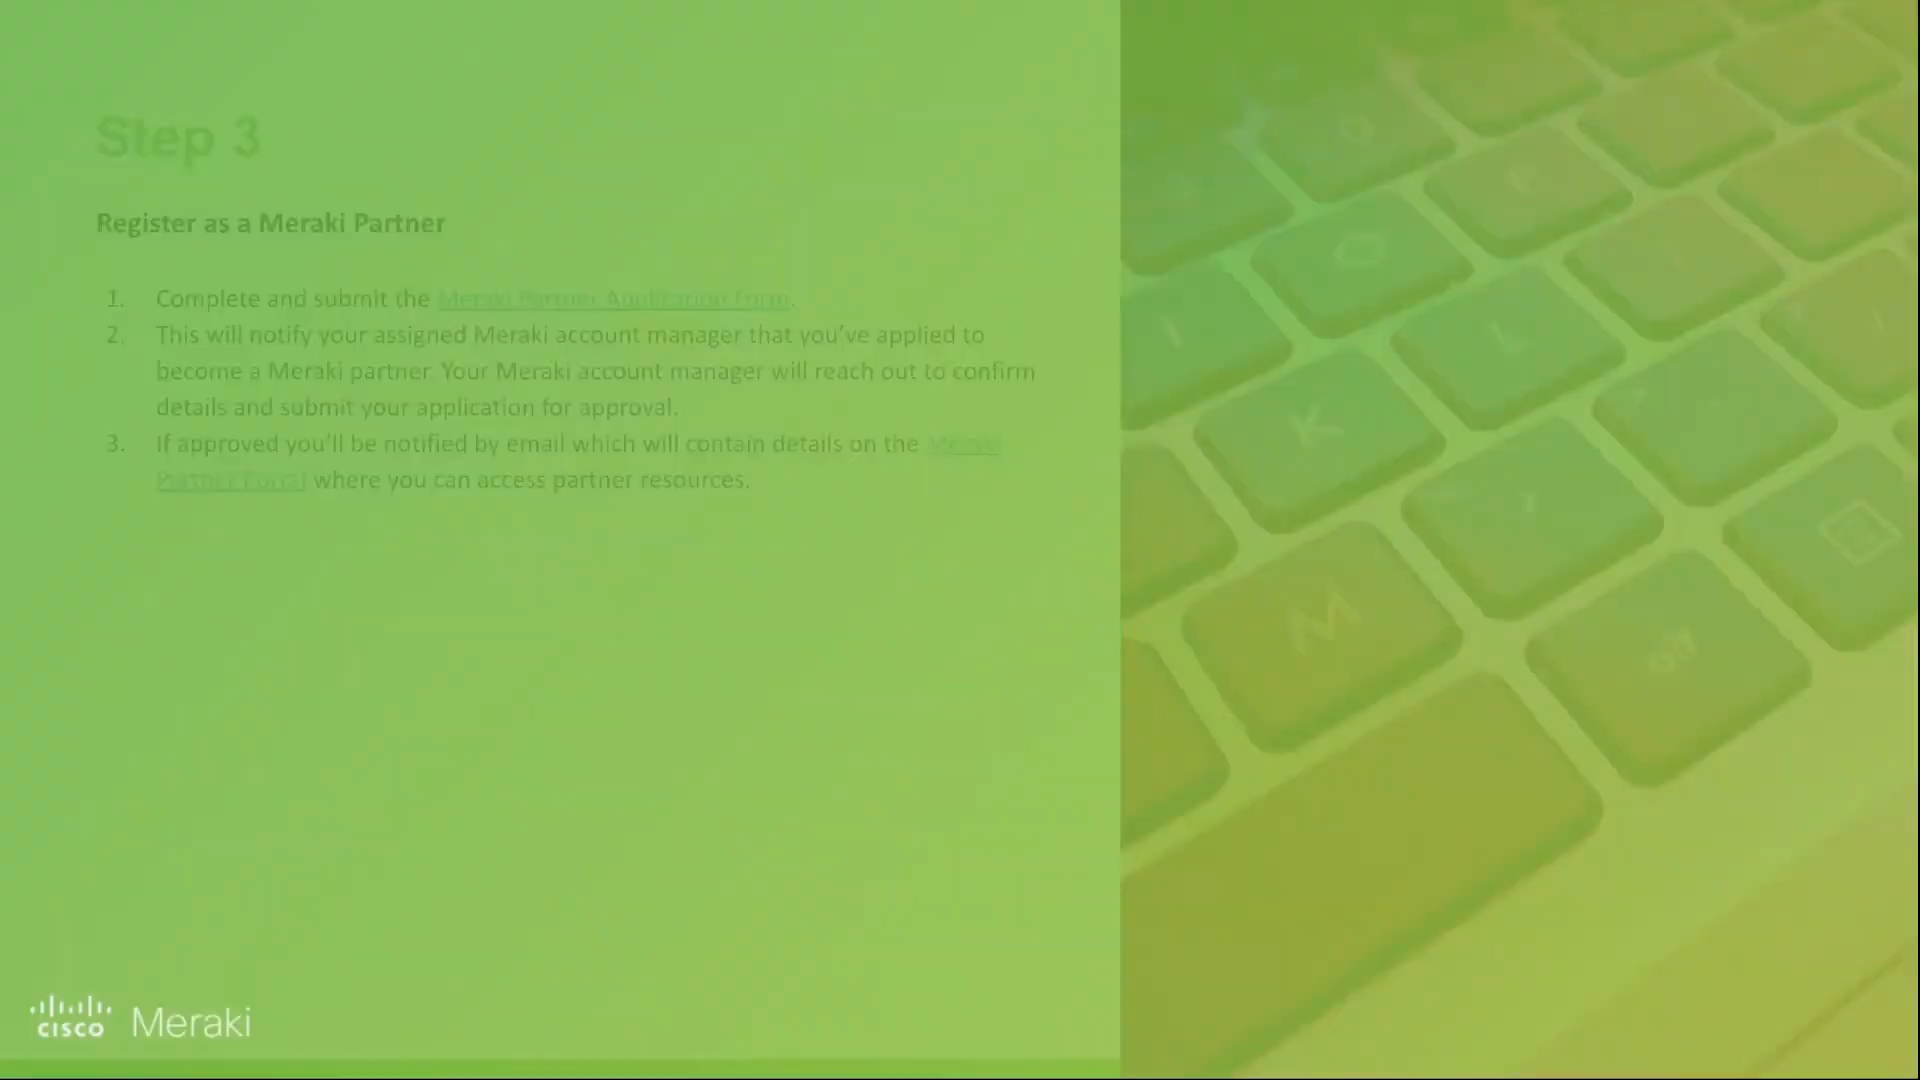 Step 3
Register as a Meraki Partner
1. Complete and submit the Meraki Partner Application Form.
2. This will notify your assigned Meraki account manager that you've applied to
become a Meraki partner. Your Meraki account manager will reach out to confirm
details and submit your application for approval.
3. If approved you'll be notified by email which will contain details on the Meraki
Partner Portal where you can access partner resources.
O
L
K
M
cisco Meraki